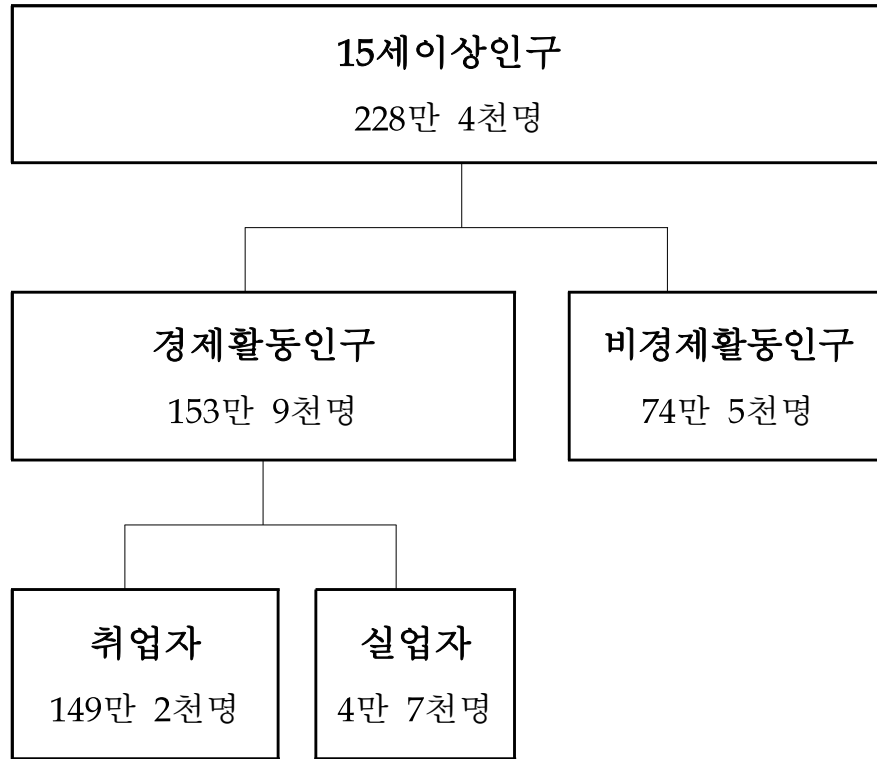 15세이상인구
228만 4천명
경제활동인구
153만 9천명
비경제활동인구
74만 5천명
취업자
149만 2천명
실업자
4만 7천명